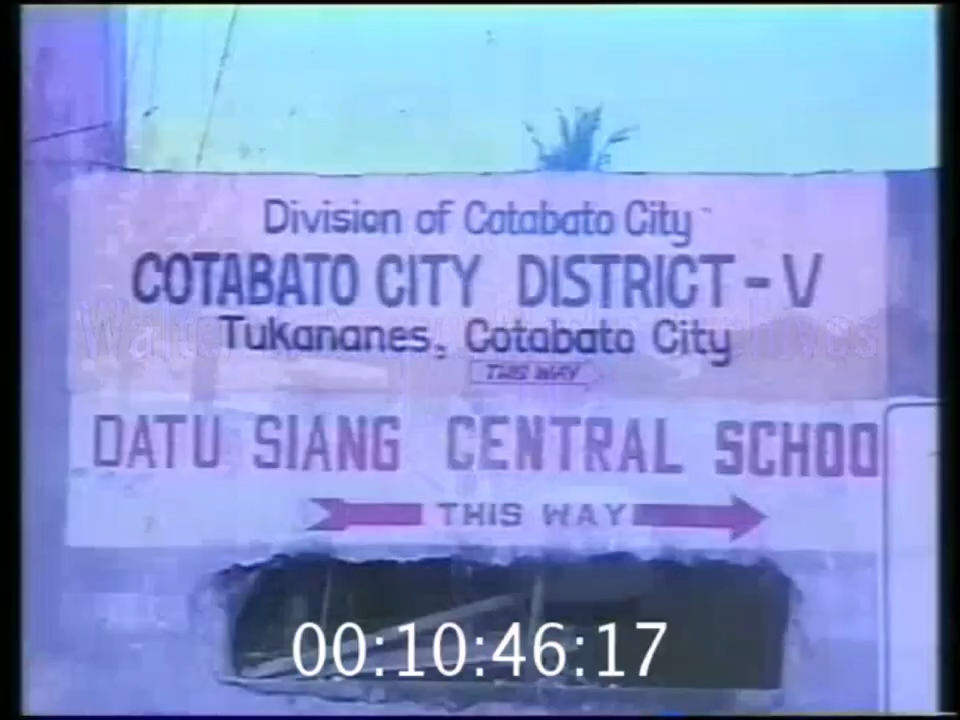 Division of Cotabato City
COTABATO CITY DISTRICT - V
Tukananes, Cotabato City
THIS WAY
DATU SIANG CENTRAL SCHOO
THIS WAY
00:10:46:17